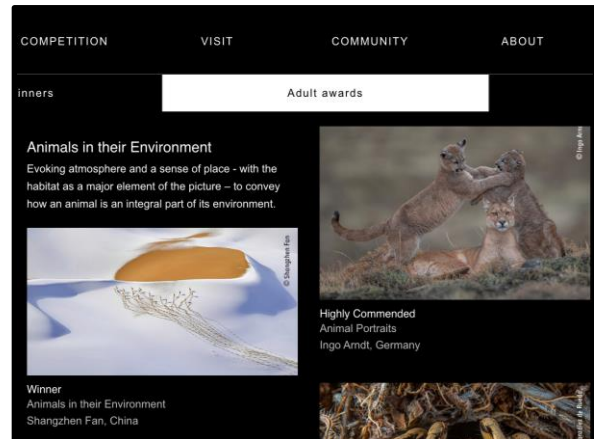 COMPETITION
VISIT
COMMUNITY
ABOUT
inners
Adult awards
Animals in their Environment
Evoking atmosphere and a sense of place - with the
habitat as a major element of the picture – to convey
how an animal is an integral part of its environment.
© Shangzhen Fan
Winner
Animals in their Environment
Shangzhen Fan, China
© Ingo Arn
Highly Commended
Animal Portraits
Ingo Arndt, Germany